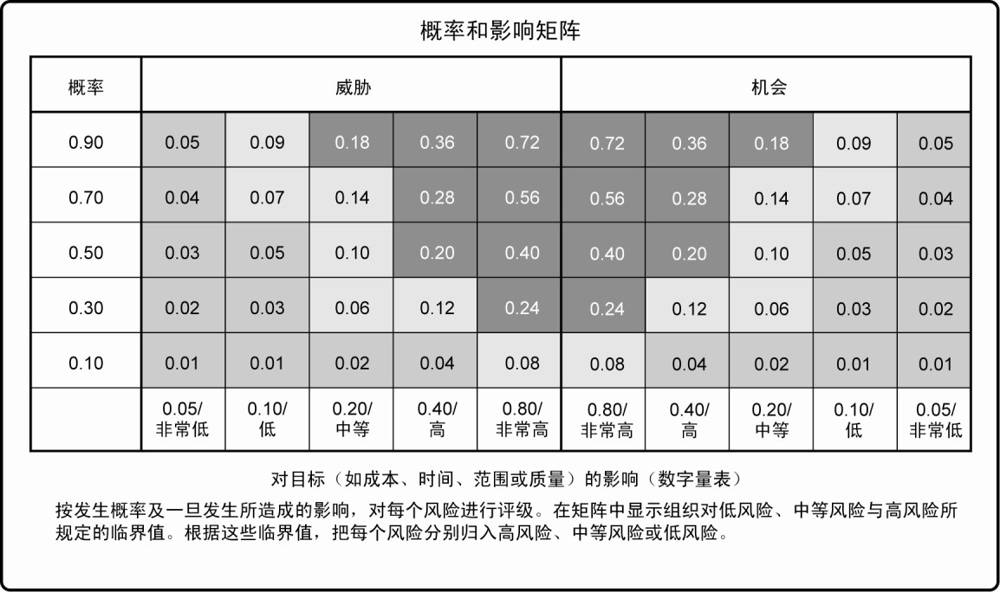 概率和影响矩阵
概率 威胁 机会
0.90 0.05 0.09 0.18 0.36 0.72 0.72 0.36 0.18 0.09 0.05
0.70 0.04 0.07 0.14 0.28 0.56 0.56 0.28 0.14 0.07 0.04
0.50 0.03 0.05 0.10 0.20 0.40 0.40 0.20 0.10 0.05 0.03
0.30 0.02 0.03 0.06 0.12 0.24 0.24 0.12 0.06 0.03 0.02
0.10 0.01 0.01 0.02 0.04 0.08 0.08 0.04 0.02 0.01 0.01
0.05/ 0.10/ 0.20/ 0.40/ 0.80/ 0.80/ 0.40/ 0.20/ 0.10/ 0.05/
非常低 低 中等 高 非常高 非常高 高 中等 低 非常低
对目标（如成本、时间、范围或质量）的影响（数字量表）
按发生概率及一旦发生所造成的影响，对每个风险进行评级。在矩阵中显示组织对低风险、中等风险与高风险所
规定的临界值。根据这些临界值，把每个风险分别归入高风险、中等风险或低风险。